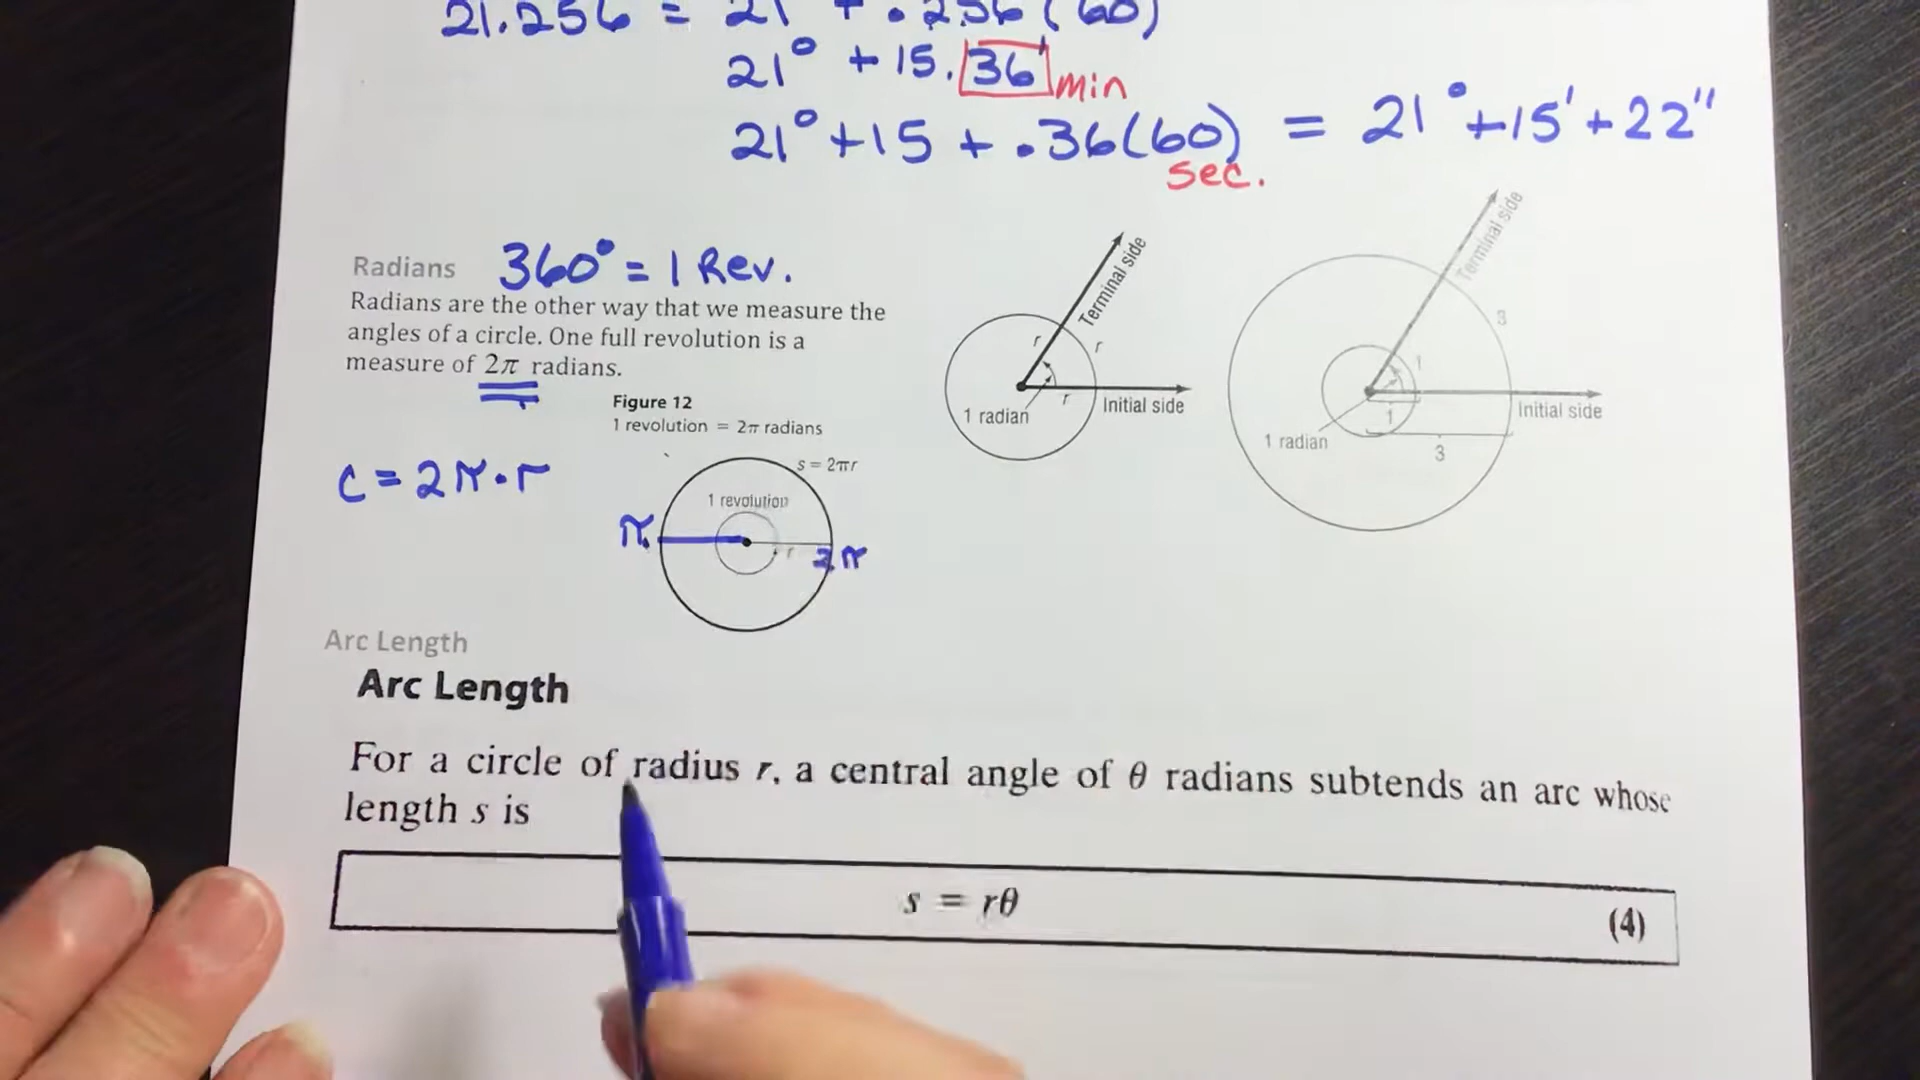 21.256 = 21 + .256(60)
21° + 15.36' min
21° + 15 + .36(60) = 21° + 15' + 22"
sec.
Radians 360° = 1 Rev.
Radians are the other way that we measure the
angles of a circle. One full revolution is a
measure of 2π radians.
Figure 12
1 revolution = 2π radians
C = 2π · r
s = 2πr
1 revolution
π
r
2π
Terminal side
r
r
r
1 radian
Initial side
Terminal side
3
1
1
1 radian
3
Initial side
Arc Length
Arc Length
For a circle of radius r, a central angle of θ radians subtends an arc whose
length s is
s = rθ (4)